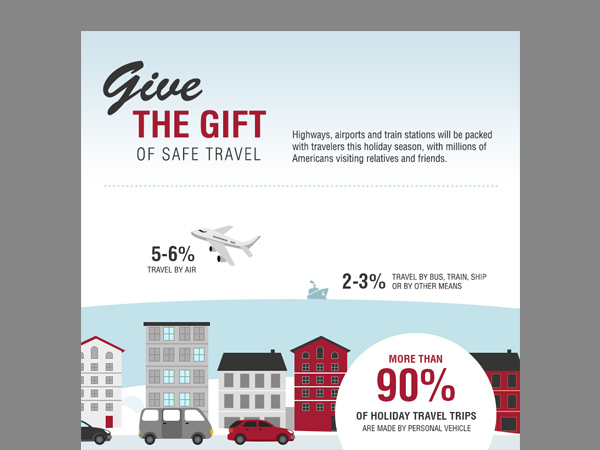 Give
THE GIFT
OF SAFE TRAVEL
Highways, airports and train stations will be packed
with travelers this holiday season, with millions of
Americans visiting relatives and friends.
5-6%
TRAVEL BY AIR
2-3%
TRAVEL BY BUS, TRAIN, SHIP
OR BY OTHER MEANS
MORE THAN
90%
OF HOLIDAY TRAVEL TRIPS
ARE MADE BY PERSONAL VEHICLE